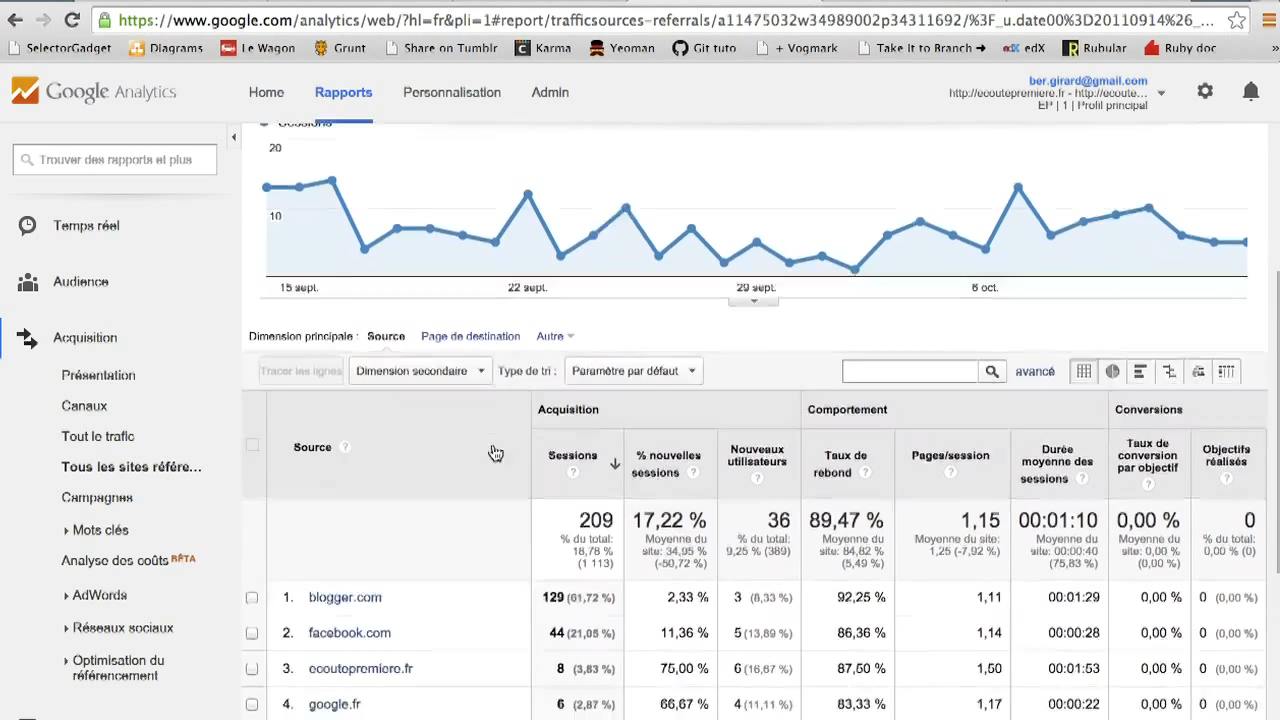 https://www.google.com/analytics/web/?hl=fr&pli=1#report/trafficsources-referrals/a11475032w34989002p34311692/%3F_u.date00%3D20110914%26_...
SelectorGadget Diagrams Le Wagon Grunt Share on Tumblr Karma Yeoman Git tuto + Vogmark Take It to Branch → edX Rubular Ruby doc »
Google Analytics Home Rapports Personnalisation Admin
ber.girard@gmail.com
http://ecoutepremiere.fr - http://ecoute...
EP | 1 | Profil principal
Sessions
Trouver des rapports et plus
Temps réel
Audience
Acquisition
Présentation
Canaux
Tout le trafic
Tous les sites référe...
Campagnes
Mots clés
Analyse des coûts BÊTA
AdWords
Réseaux sociaux
Optimisation du
référencement
20
10
15 sept. 22 sept. 29 sept. 6 oct.
Dimension principale : Source Page de destination Autre
Tracer les lignes Dimension secondaire Type de tri : Paramètre par défaut avancé
Acquisition Comportement Conversions
Source ?
Sessions ?
% nouvelles
sessions ?
Nouveaux
utilisateurs
?
Taux de
rebond ?
Pages/session
?
Durée
moyenne des
sessions ?
Taux de
conversion
par objectif
?
Objectifs
réalisés
?
209
% du total:
18,78 %
(1 113)
17,22 %
Moyenne du
site: 34,95 %
(-50,72 %)
36
% du total:
9,25 % (389)
89,47 %
Moyenne du
site: 84,82 %
(5,49 %)
1,15
Moyenne du site:
1,25 (-7,92 %)
00:01:10
Moyenne du
site: 00:00:40
(75,83 %)
0,00 %
Moyenne du
site: 0,00 %
(0,00 %)
0
% du total:
0,00 % (0)
1. blogger.com 129 (61,72 %) 2,33 % 3 (8,33 %) 92,25 % 1,11 00:01:29 0,00 % 0 (0,00 %)
2. facebook.com 44 (21,05 %) 11,36 % 5 (13,89 %) 86,36 % 1,14 00:00:28 0,00 % 0 (0,00 %)
3. ecoutepremiere.fr 8 (3,83 %) 75,00 % 6 (16,67 %) 87,50 % 1,50 00:01:53 0,00 % 0 (0,00 %)
4. google.fr 6 (2,87 %) 66,67 % 4 (11,11 %) 83,33 % 1,17 00:00:22 0,00 % 0 (0,00 %)